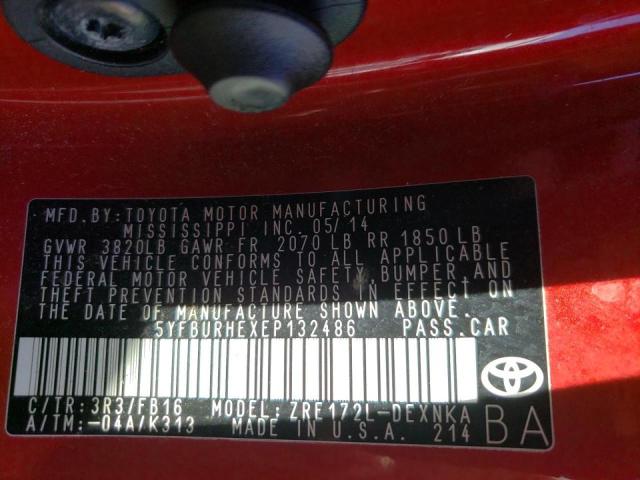 MFD.BY:TOYOTA MOTOR MANUFACTURING
MISSISSIPPI INC. 05/14
GVWR 3820LB GAWR FR 2070 LB RR 1850 LB
THIS VEHICLE CONFORMS TO ALL APPLICABLE
FEDERAL MOTOR VEHICLE SAFETY, BUMPER, AND
THEFT PREVENTION STANDARDS IN EFFECT ON
THE DATE OF MANUFACTURE SHOWN ABOVE.
5YFBURHEXEP132486 PASS.CAR
C/TR:3R3/FB16 MODEL:ZRE172L-DEXNKA
A/TM:-04A/K313 MADE IN U.S.A. 214 BA